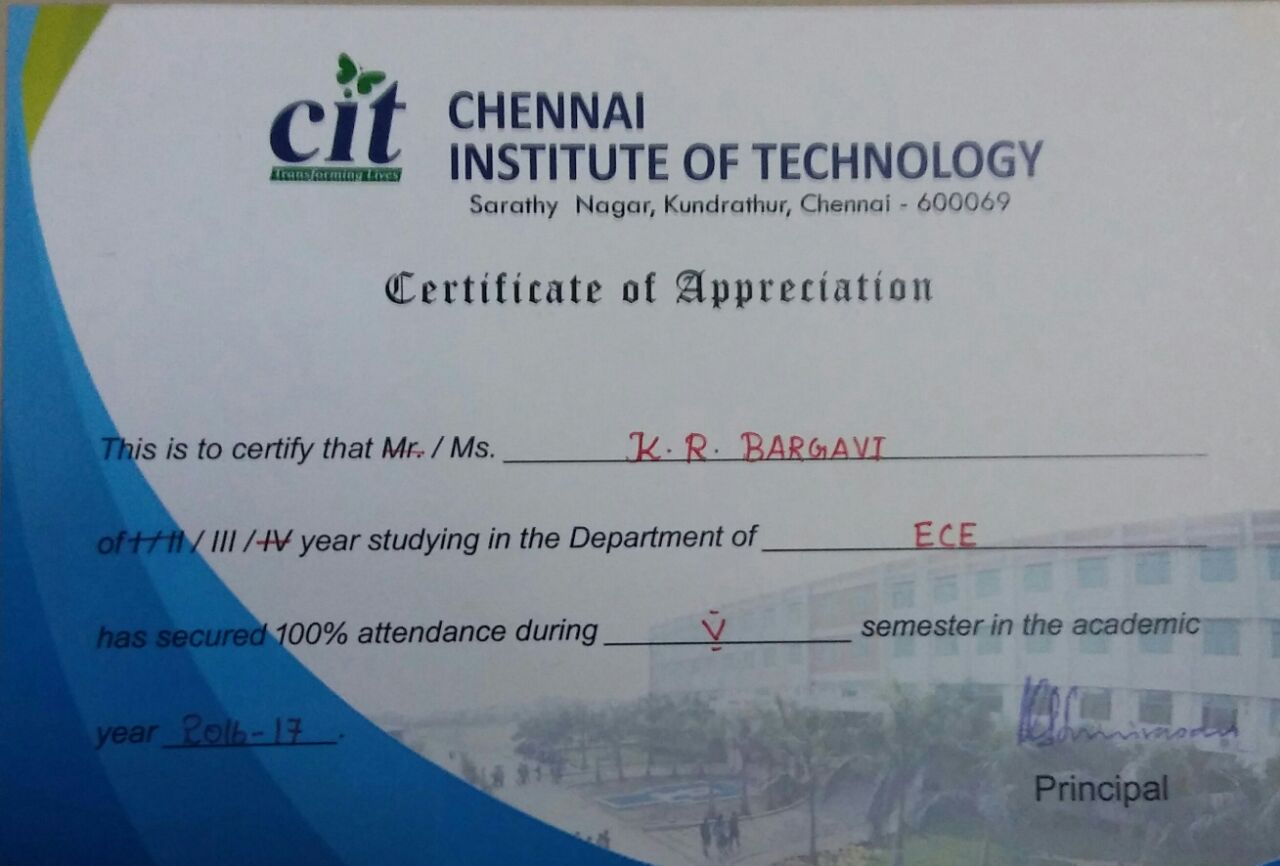 cit
Transforming Lives
CHENNAI
INSTITUTE OF TECHNOLOGY
Sarathy Nagar, Kundrathur, Chennai - 600069
Certificate of Appreciation
This is to certify that Mr. / Ms. K. R. BARGAVI
of I / II / III / IV year studying in the Department of ECE
has secured 100% attendance during V semester in the academic
year 2016-17.
Principal